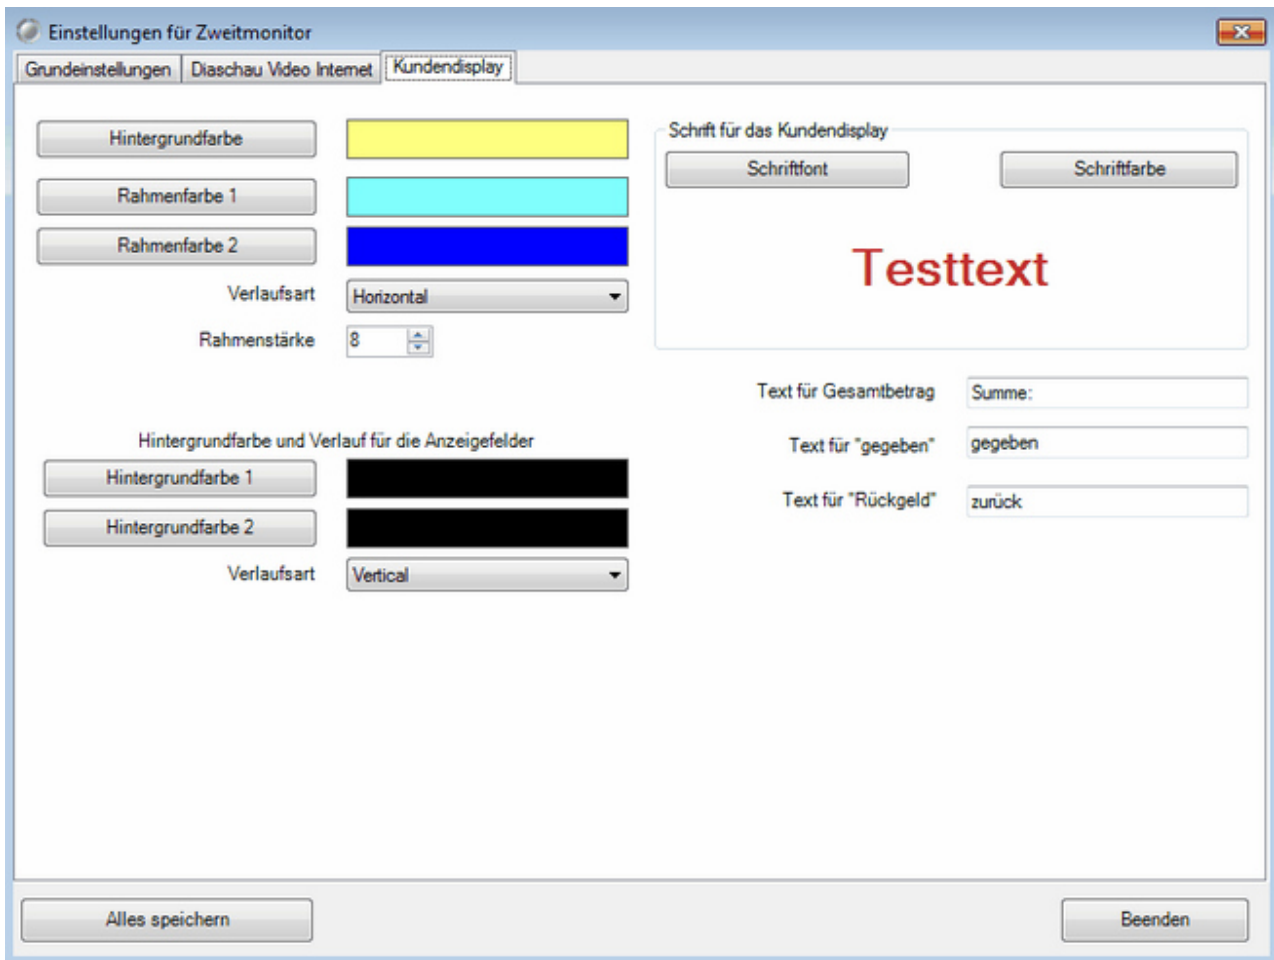 Einstellungen für Zweitmonitor
Grundeinstellungen Diaschau Video Internet Kundendisplay
Hintergrundfarbe
Rahmenfarbe 1
Rahmenfarbe 2
Verlaufsart Horizontal
Rahmenstärke 8
Hintergrundfarbe und Verlauf für die Anzeigefelder
Hintergrundfarbe 1
Hintergrundfarbe 2
Verlaufsart Vertical
Schrift für das Kundendisplay
Schriftfont Schriftfarbe
Testtext
Text für Gesamtbetrag Summe:
Text für "gegeben" gegeben
Text für "Rückgeld" zurück
Alles speichern Beenden